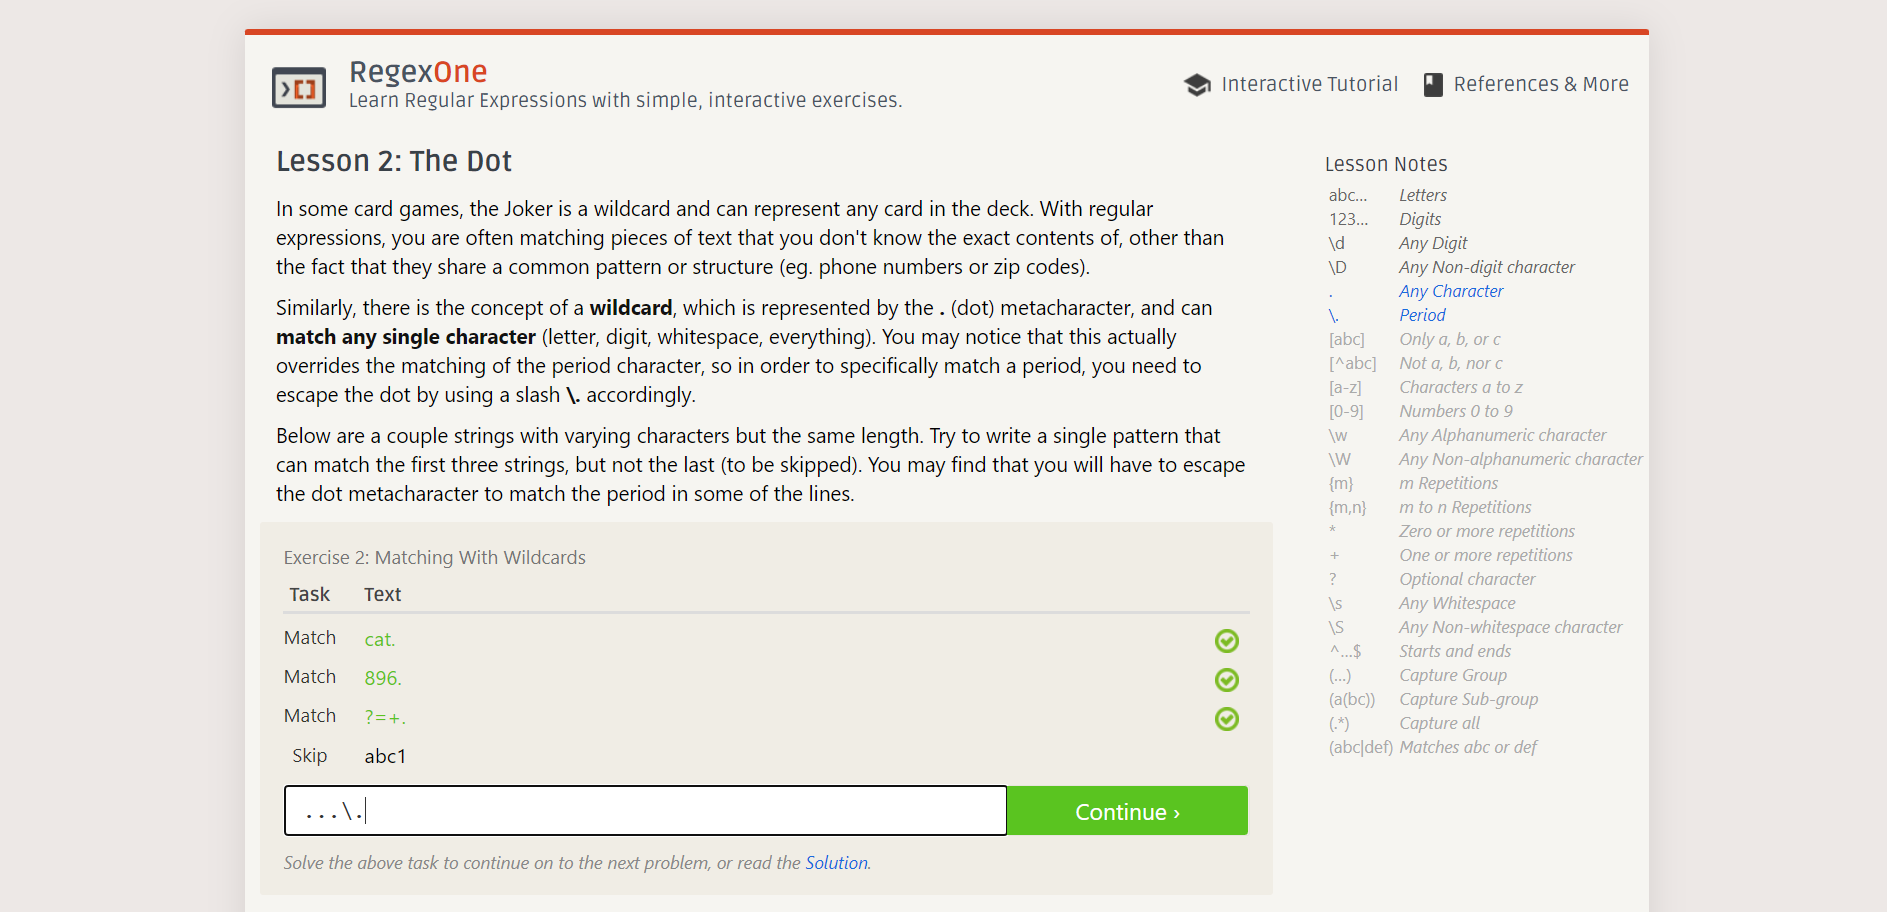 RegexOne
Learn Regular Expressions with simple, interactive exercises.
Interactive Tutorial
References & More
Lesson 2: The Dot
In some card games, the Joker is a wildcard and can represent any card in the deck. With regular
expressions, you are often matching pieces of text that you don't know the exact contents of, other than
the fact that they share a common pattern or structure (eg. phone numbers or zip codes).
Similarly, there is the concept of a wildcard, which is represented by the . (dot) metacharacter, and can
match any single character (letter, digit, whitespace, everything). You may notice that this actually
overrides the matching of the period character, so in order to specifically match a period, you need to
escape the dot by using a slash \. accordingly.
Below are a couple strings with varying characters but the same length. Try to write a single pattern that
can match the first three strings, but not the last (to be skipped). You may find that you will have to escape
the dot metacharacter to match the period in some of the lines.
Exercise 2: Matching With Wildcards
Task Text
Match cat.
Match 896.
Match ?=+.
Skip abc1
...\.
Continue ›
Solve the above task to continue on to the next problem, or read the Solution.
Lesson Notes
abc… Letters
123… Digits
\d Any Digit
\D Any Non-digit character
. Any Character
\. Period
[abc] Only a, b, or c
[^abc] Not a, b, nor c
[a-z] Characters a to z
[0-9] Numbers 0 to 9
\w Any Alphanumeric character
\W Any Non-alphanumeric character
{m} m Repetitions
{m,n} m to n Repetitions
* Zero or more repetitions
+ One or more repetitions
? Optional character
\s Any Whitespace
\S Any Non-whitespace character
^…$ Starts and ends
(…) Capture Group
(a(bc)) Capture Sub-group
(.*) Capture all
(abc|def) Matches abc or def